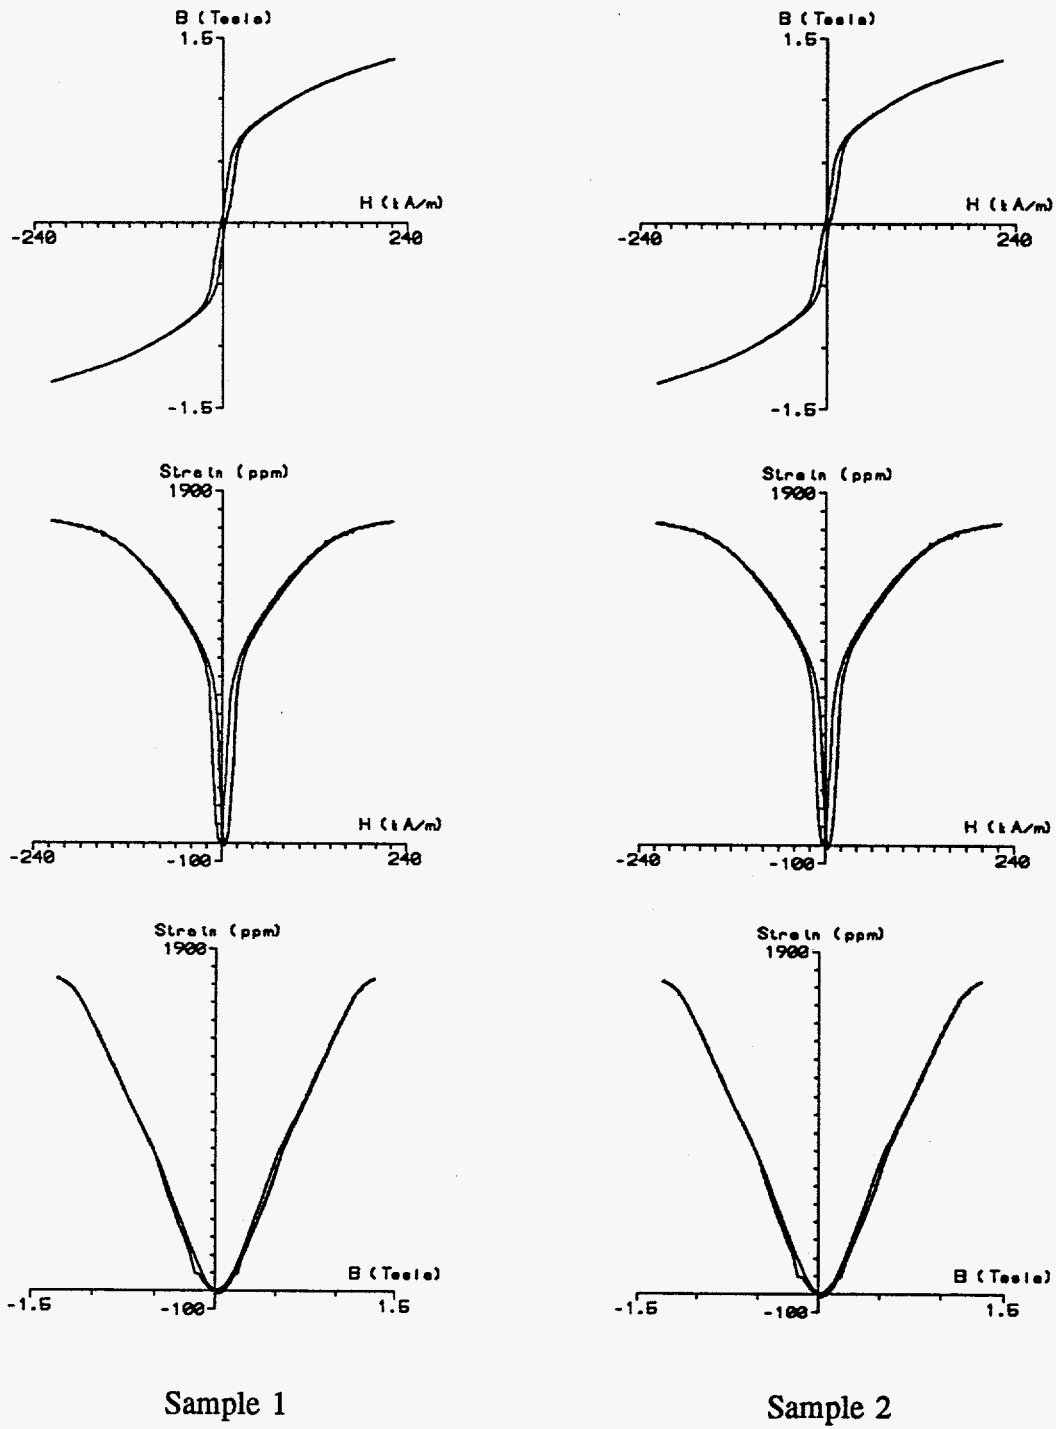 B (Tesla) B (Tesla)
1.5 1.5
H (kA/m) H (kA/m)
-240 240 -240 240
-1.5 -1.5
Strain (ppm) Strain (ppm)
1900 1900
H (kA/m) H (kA/m)
-240 -100 240 -240 -100 240
Strain (ppm) Strain (ppm)
1900 1900
B (Tesla) B (Tesla)
-1.5 -100 1.5 -1.5 -100 1.5
Sample 1 Sample 2